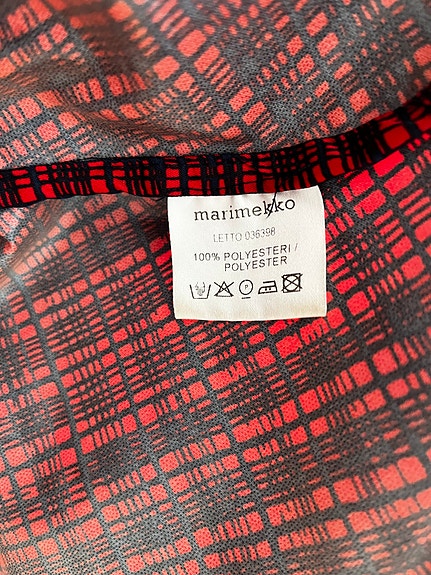 marimekko
LETTO 036398
100% POLYESTERI /
POLYESTER